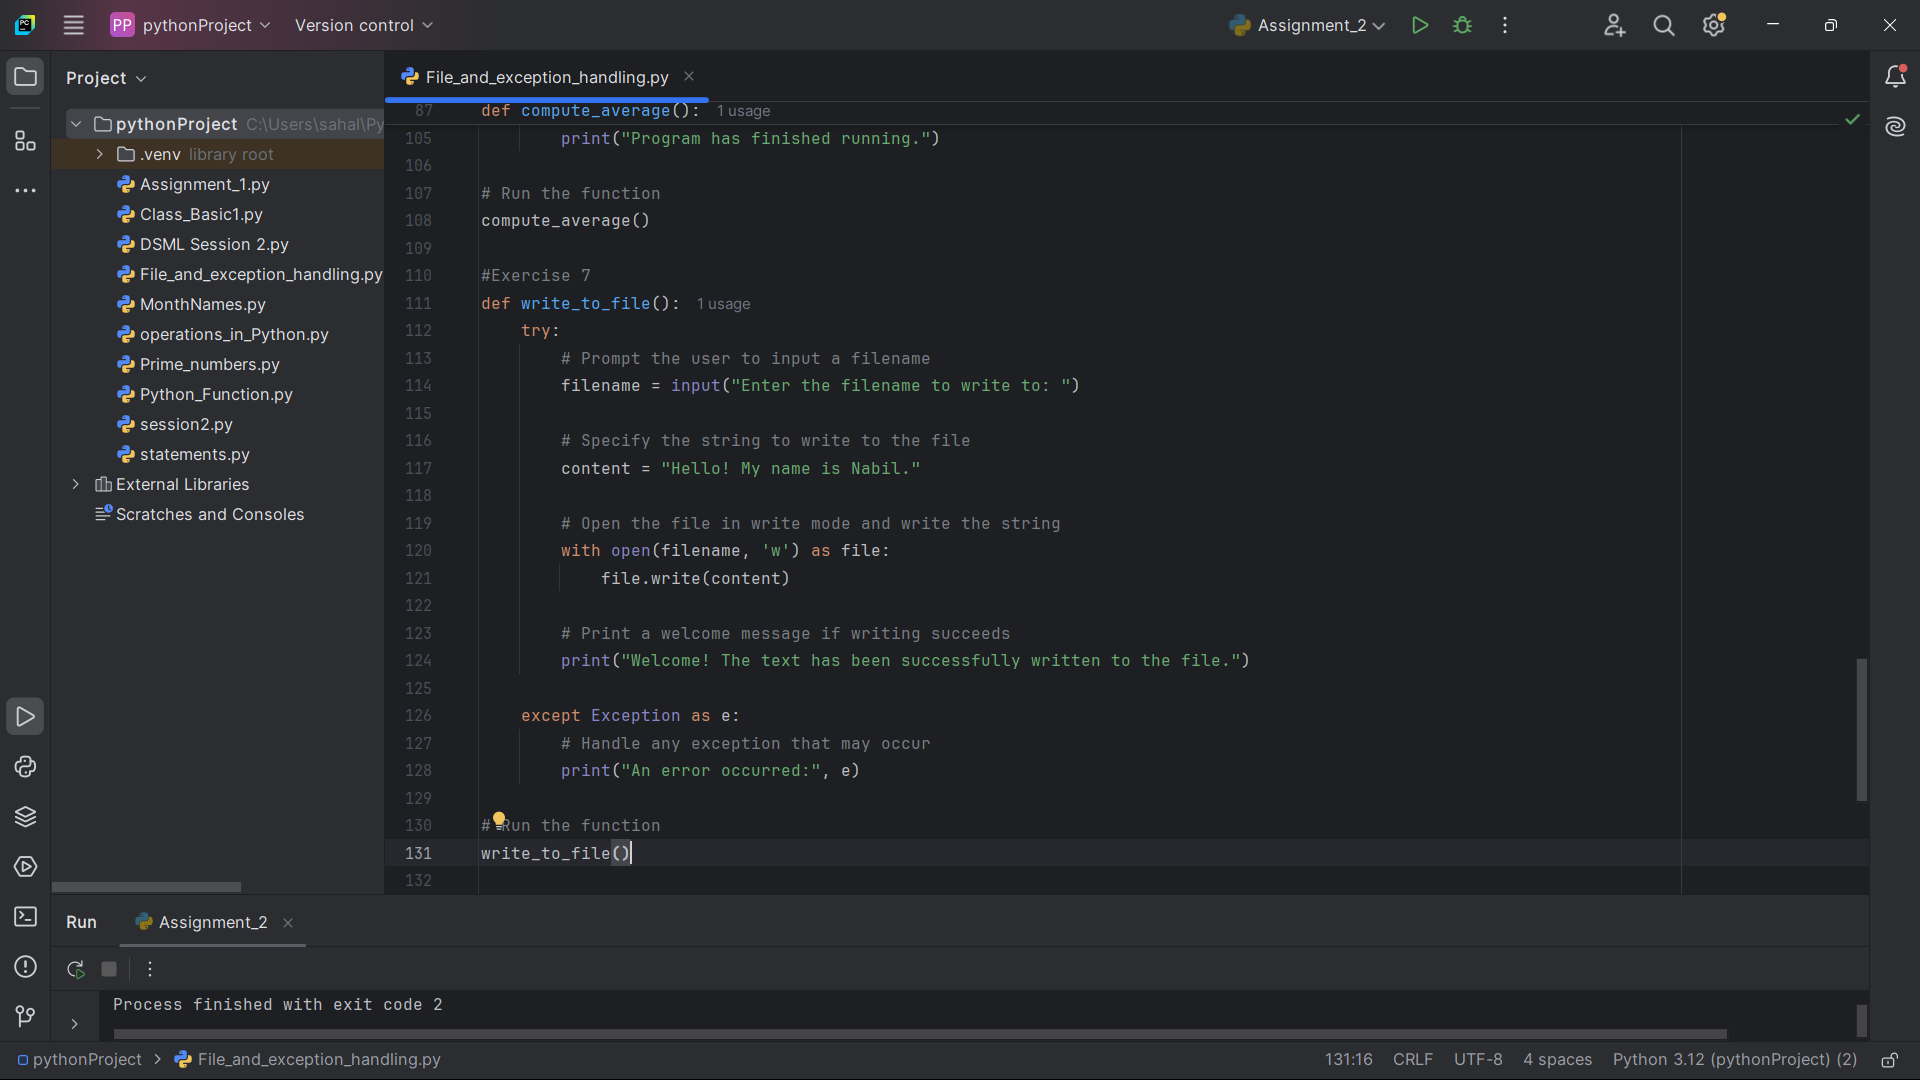 PP pythonProject Version control Assignment_2
Project
File_and_exception_handling.py
pythonProject C:\Users\sahal\Py
.venv library root
Assignment_1.py
Class_Basic1.py
DSML Session 2.py
File_and_exception_handling.py
MonthNames.py
operations_in_Python.py
Prime_numbers.py
Python_Function.py
session2.py
statements.py
External Libraries
Scratches and Consoles
87 def compute_average(): 1 usage
105 print("Program has finished running.")
106
107 # Run the function
108 compute_average()
109
110 #Exercise 7
111 def write_to_file(): 1 usage
112 try:
113 # Prompt the user to input a filename
114 filename = input("Enter the filename to write to: ")
115
116 # Specify the string to write to the file
117 content = "Hello! My name is Nabil."
118
119 # Open the file in write mode and write the string
120 with open(filename, 'w') as file:
121 file.write(content)
122
123 # Print a welcome message if writing succeeds
124 print("Welcome! The text has been successfully written to the file.")
125
126 except Exception as e:
127 # Handle any exception that may occur
128 print("An error occurred:", e)
129
130 # Run the function
131 write_to_file()
132
Run Assignment_2
Process finished with exit code 2
pythonProject > File_and_exception_handling.py 131:16 CRLF UTF-8 4 spaces Python 3.12 (pythonProject) (2)